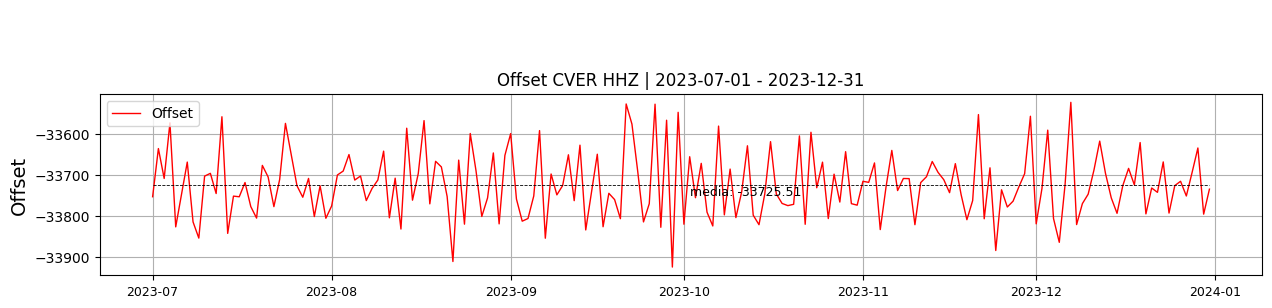 Offset CVER HHZ | 2023-07-01 - 2023-12-31
Offset
Offset
−33600
−33700
−33800
−33900
media: -33725.51
2023-07
2023-08
2023-09
2023-10
2023-11
2023-12
2024-01